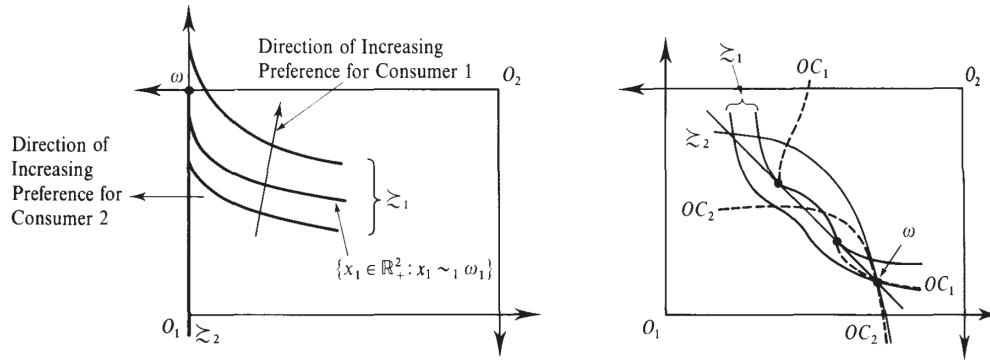 Direction of Increasing
Preference for Consumer 1
ω
O₂
Direction of
Increasing
Preference for
Consumer 2
≿₁
{x₁ ∈ ℝ²₊ : x₁ ~₁ ω₁}
O₁
≿₂
≿₁
OC₁
O₂
≿₂
OC₂
ω
OC₁
O₁
OC₂